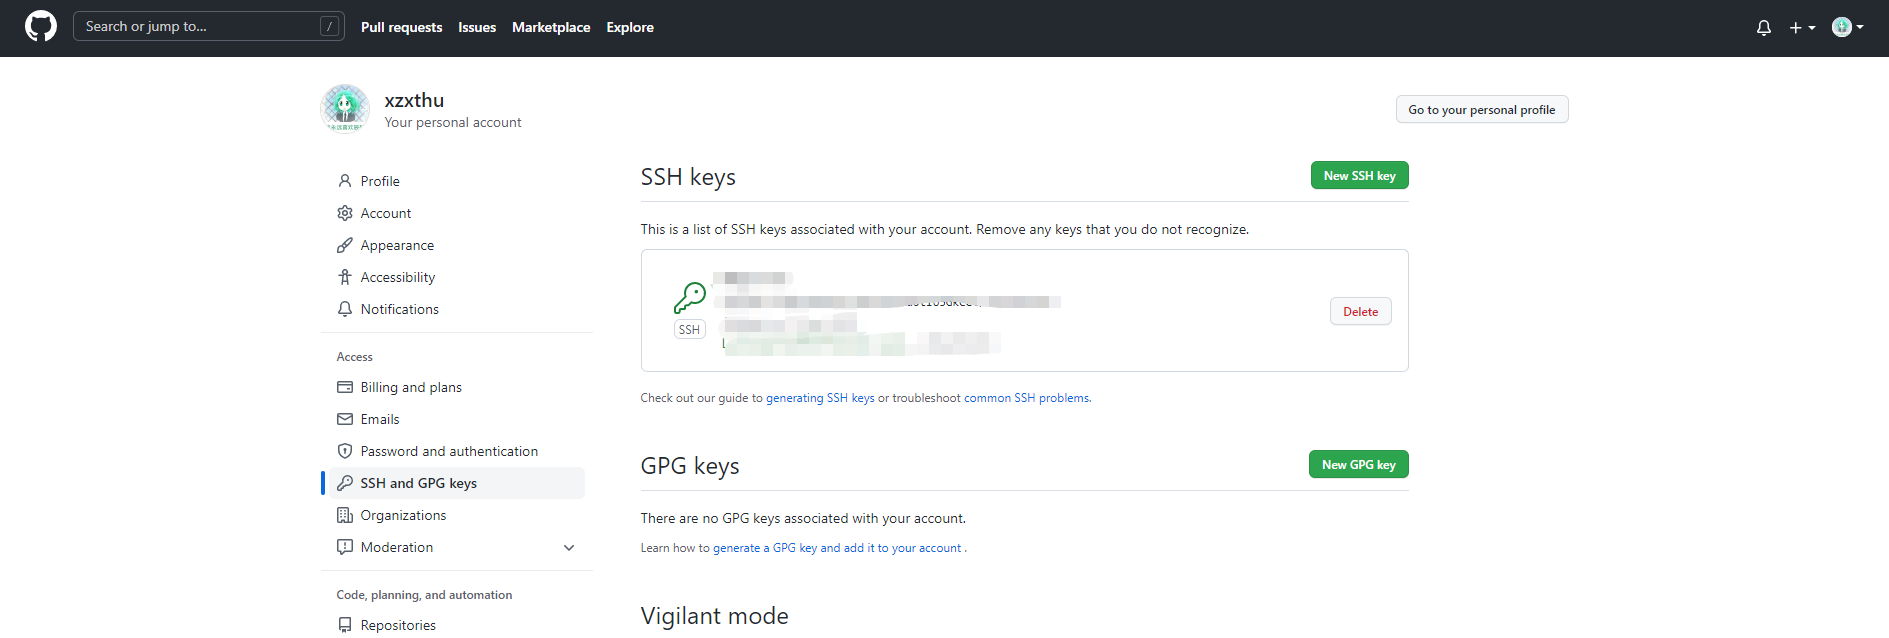 Search or jump to... /
Pull requests Issues Marketplace Explore
xzxthu
Your personal account
Go to your personal profile
Profile
Account
Appearance
Accessibility
Notifications
Access
Billing and plans
Emails
Password and authentication
SSH and GPG keys
Organizations
Moderation
Code, planning, and automation
Repositories
SSH keys
New SSH key
This is a list of SSH keys associated with your account. Remove any keys that you do not recognize.
SSH
Delete
Check out our guide to generating SSH keys or troubleshoot common SSH problems.
GPG keys
New GPG key
There are no GPG keys associated with your account.
Learn how to generate a GPG key and add it to your account .
Vigilant mode